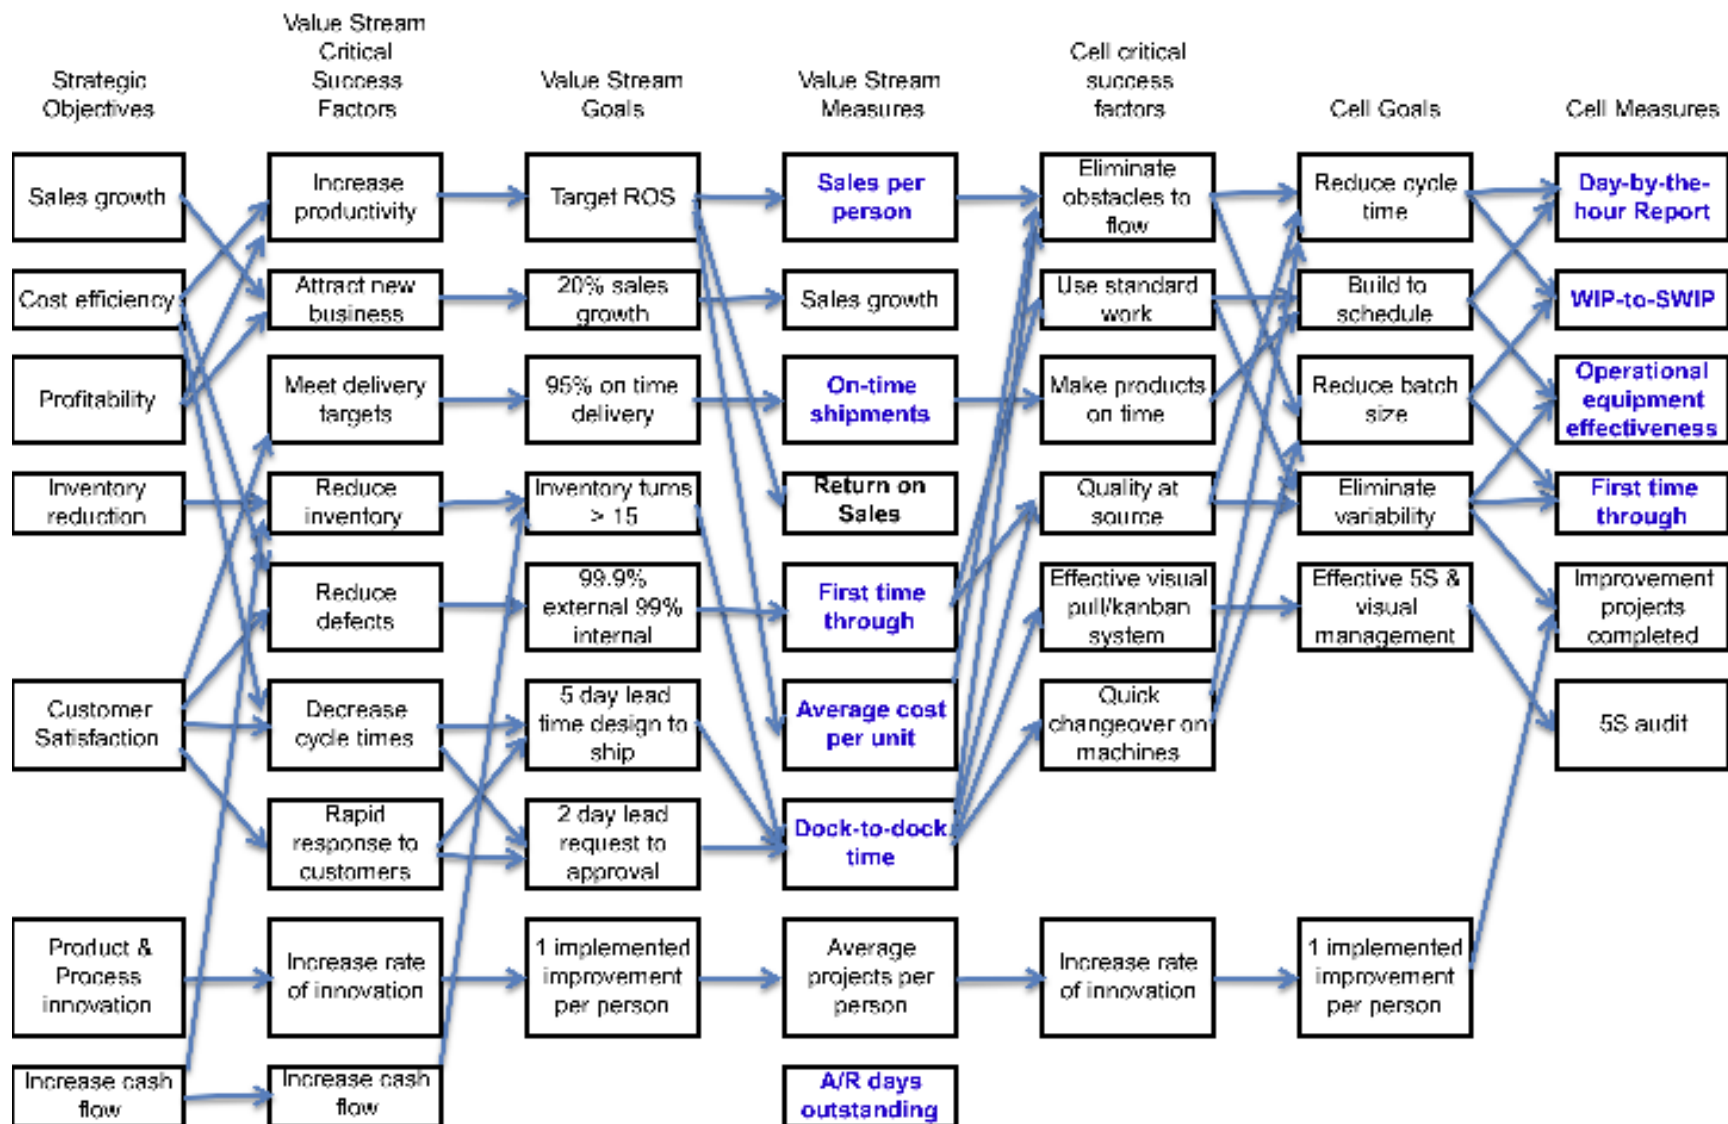 Strategic
Objectives
Value Stream
Critical
Success
Factors
Value Stream
Goals
Value Stream
Measures
Cell critical
success
factors
Cell Goals
Cell Measures
Sales growth
Increase
productivity
Target ROS
Sales per
person
Eliminate
obstacles to
flow
Reduce cycle
time
Day-by-the-
hour Report
Cost efficiency
Attract new
business
20% sales
growth
Sales growth
Use standard
work
Build to
schedule
WIP-to-SWIP
Profitability
Meet delivery
targets
95% on time
delivery
On-time
shipments
Make products
on time
Reduce batch
size
Operational
equipment
effectiveness
Inventory
reduction
Reduce
inventory
Inventory turns
> 15
Return on
Sales
Quality at
source
Eliminate
variability
First time
through
Reduce
defects
99.9%
external 99%
internal
First time
through
Effective visual
pull/kanban
system
Effective 5S &
visual
management
Improvement
projects
completed
Customer
Satisfaction
Decrease
cycle times
5 day lead
time design to
ship
Average cost
per unit
Quick
changeover on
machines
5S audit
Rapid
response to
customers
2 day lead
request to
approval
Dock-to-dock
time
Product &
Process
innovation
Increase rate
of innovation
1 implemented
improvement
per person
Average
projects per
person
Increase rate
of innovation
1 implemented
improvement
per person
Increase cash
flow
Increase cash
flow
A/R days
outstanding